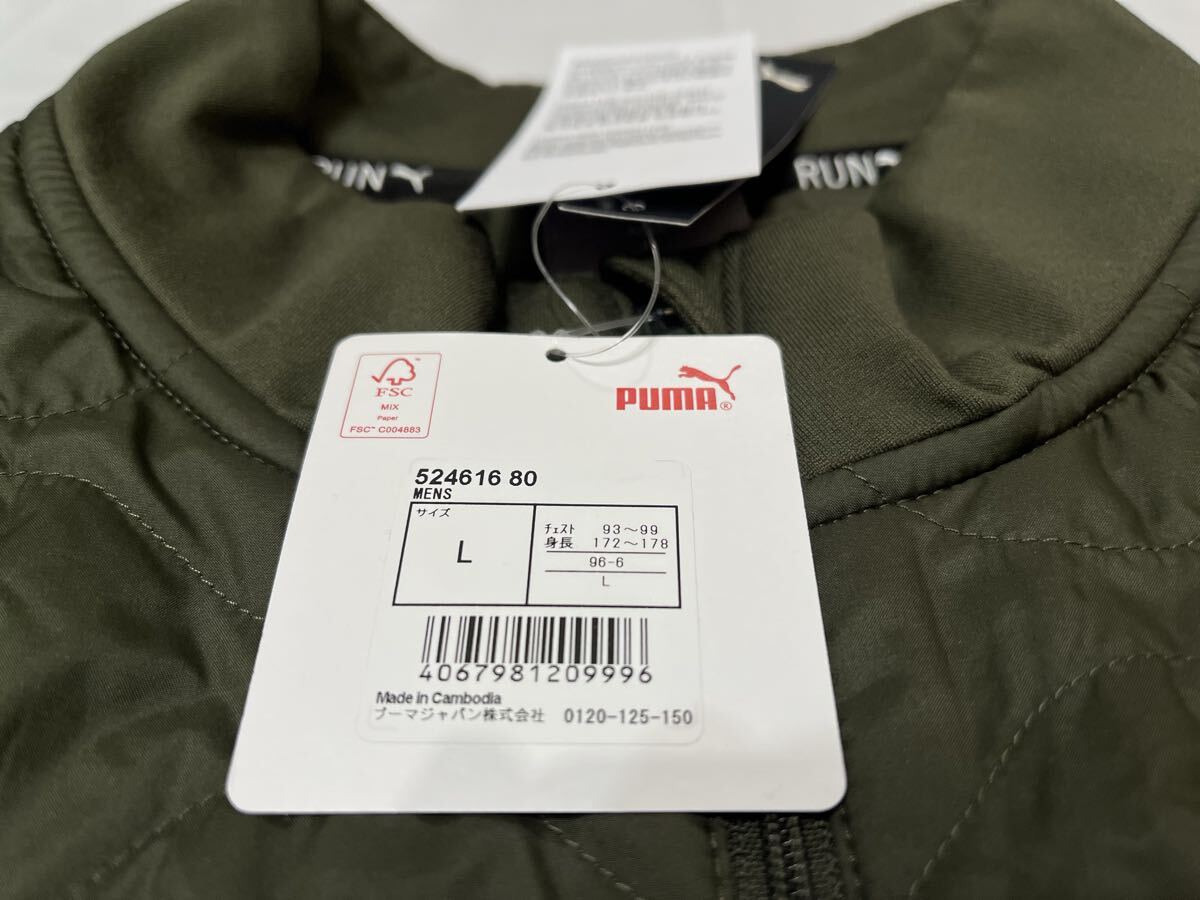 RUN
RUN
FSC
MIX
Paper
FSC™ C004883
PUMA®
524616 80
MENS
サイズ
L
ﾁｪｽﾄ 93～99
身長 172～178
96-6
L
4067981209996
Made in Cambodia
プーマジャパン株式会社 0120-125-150